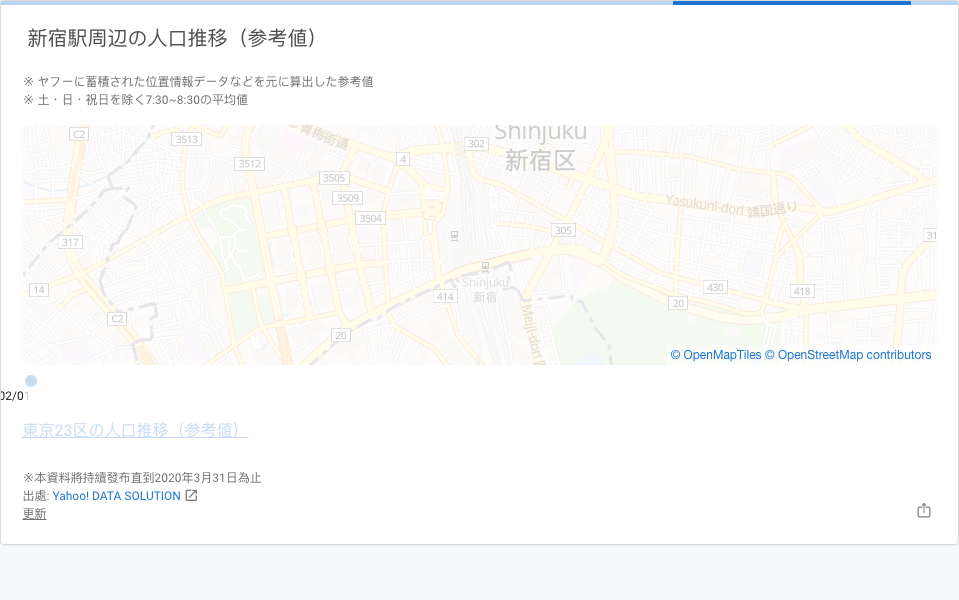 新宿駅周辺の人口推移（参考値）
※ ヤフーに蓄積された位置情報データなどを元に算出した参考値
※ 土・日・祝日を除く7:30~8:30の平均値
Shinjuku
新宿区
青梅街道
C2
3513
302
3512
4
3505
3509
3504
Yasukuni-dori 靖国通り
305
317
31
14
Shinjuku
新宿
414
430
418
20
C2
20
Meiji-dori
© OpenMapTiles © OpenStreetMap contributors
02/01
東京23区の人口推移（参考値）
※本資料將持續發布直到2020年3月31日為止
出處: Yahoo! DATA SOLUTION
更新